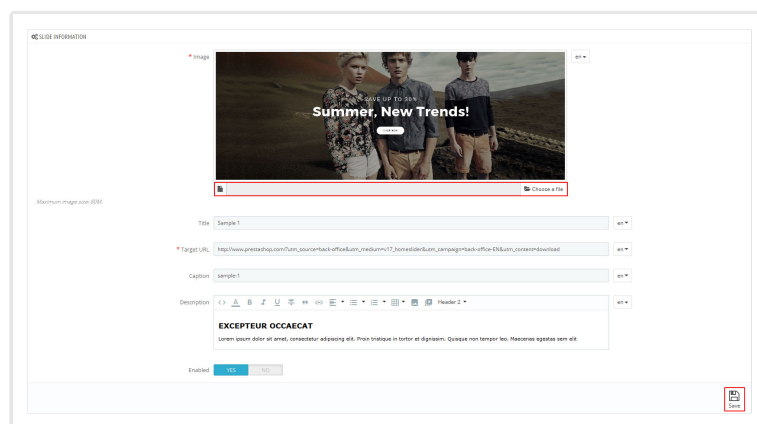 SLIDE INFORMATION
* Image
en
SAVE UP TO 30%
Summer, New Trends!
Choose a file
Maximum image size: 80M
Title
Sample 1
en
* Target URL
http://www.prestashop.com/?utm_source=back-office&utm_medium=v17_homeslider&utm_campaign=back-office-EN&utm_content=download
en
Caption
sample-1
en
Description
Header 2
en
EXCEPTEUR OCCAECAT
Lorem ipsum dolor sit amet, consectetur adipiscing elit. Proin tristique in tortor et dignissim. Quisque non tempor leo. Maecenas egestas sem elit
Enabled
YES
NO
Save